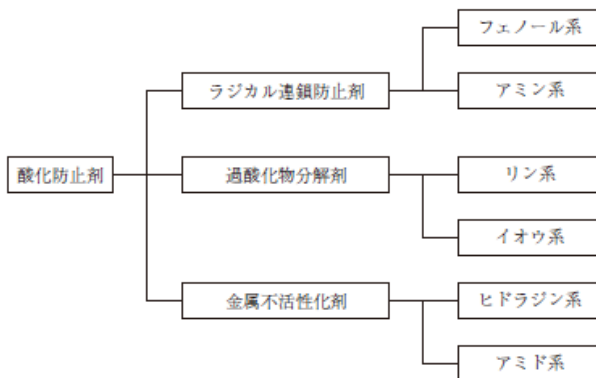 酸化防止剤
ラジカル連鎖防止剤
フェノール系
アミン系
過酸化物分解剤
リン系
イオウ系
金属不活性化剤
ヒドラジン系
アミド系